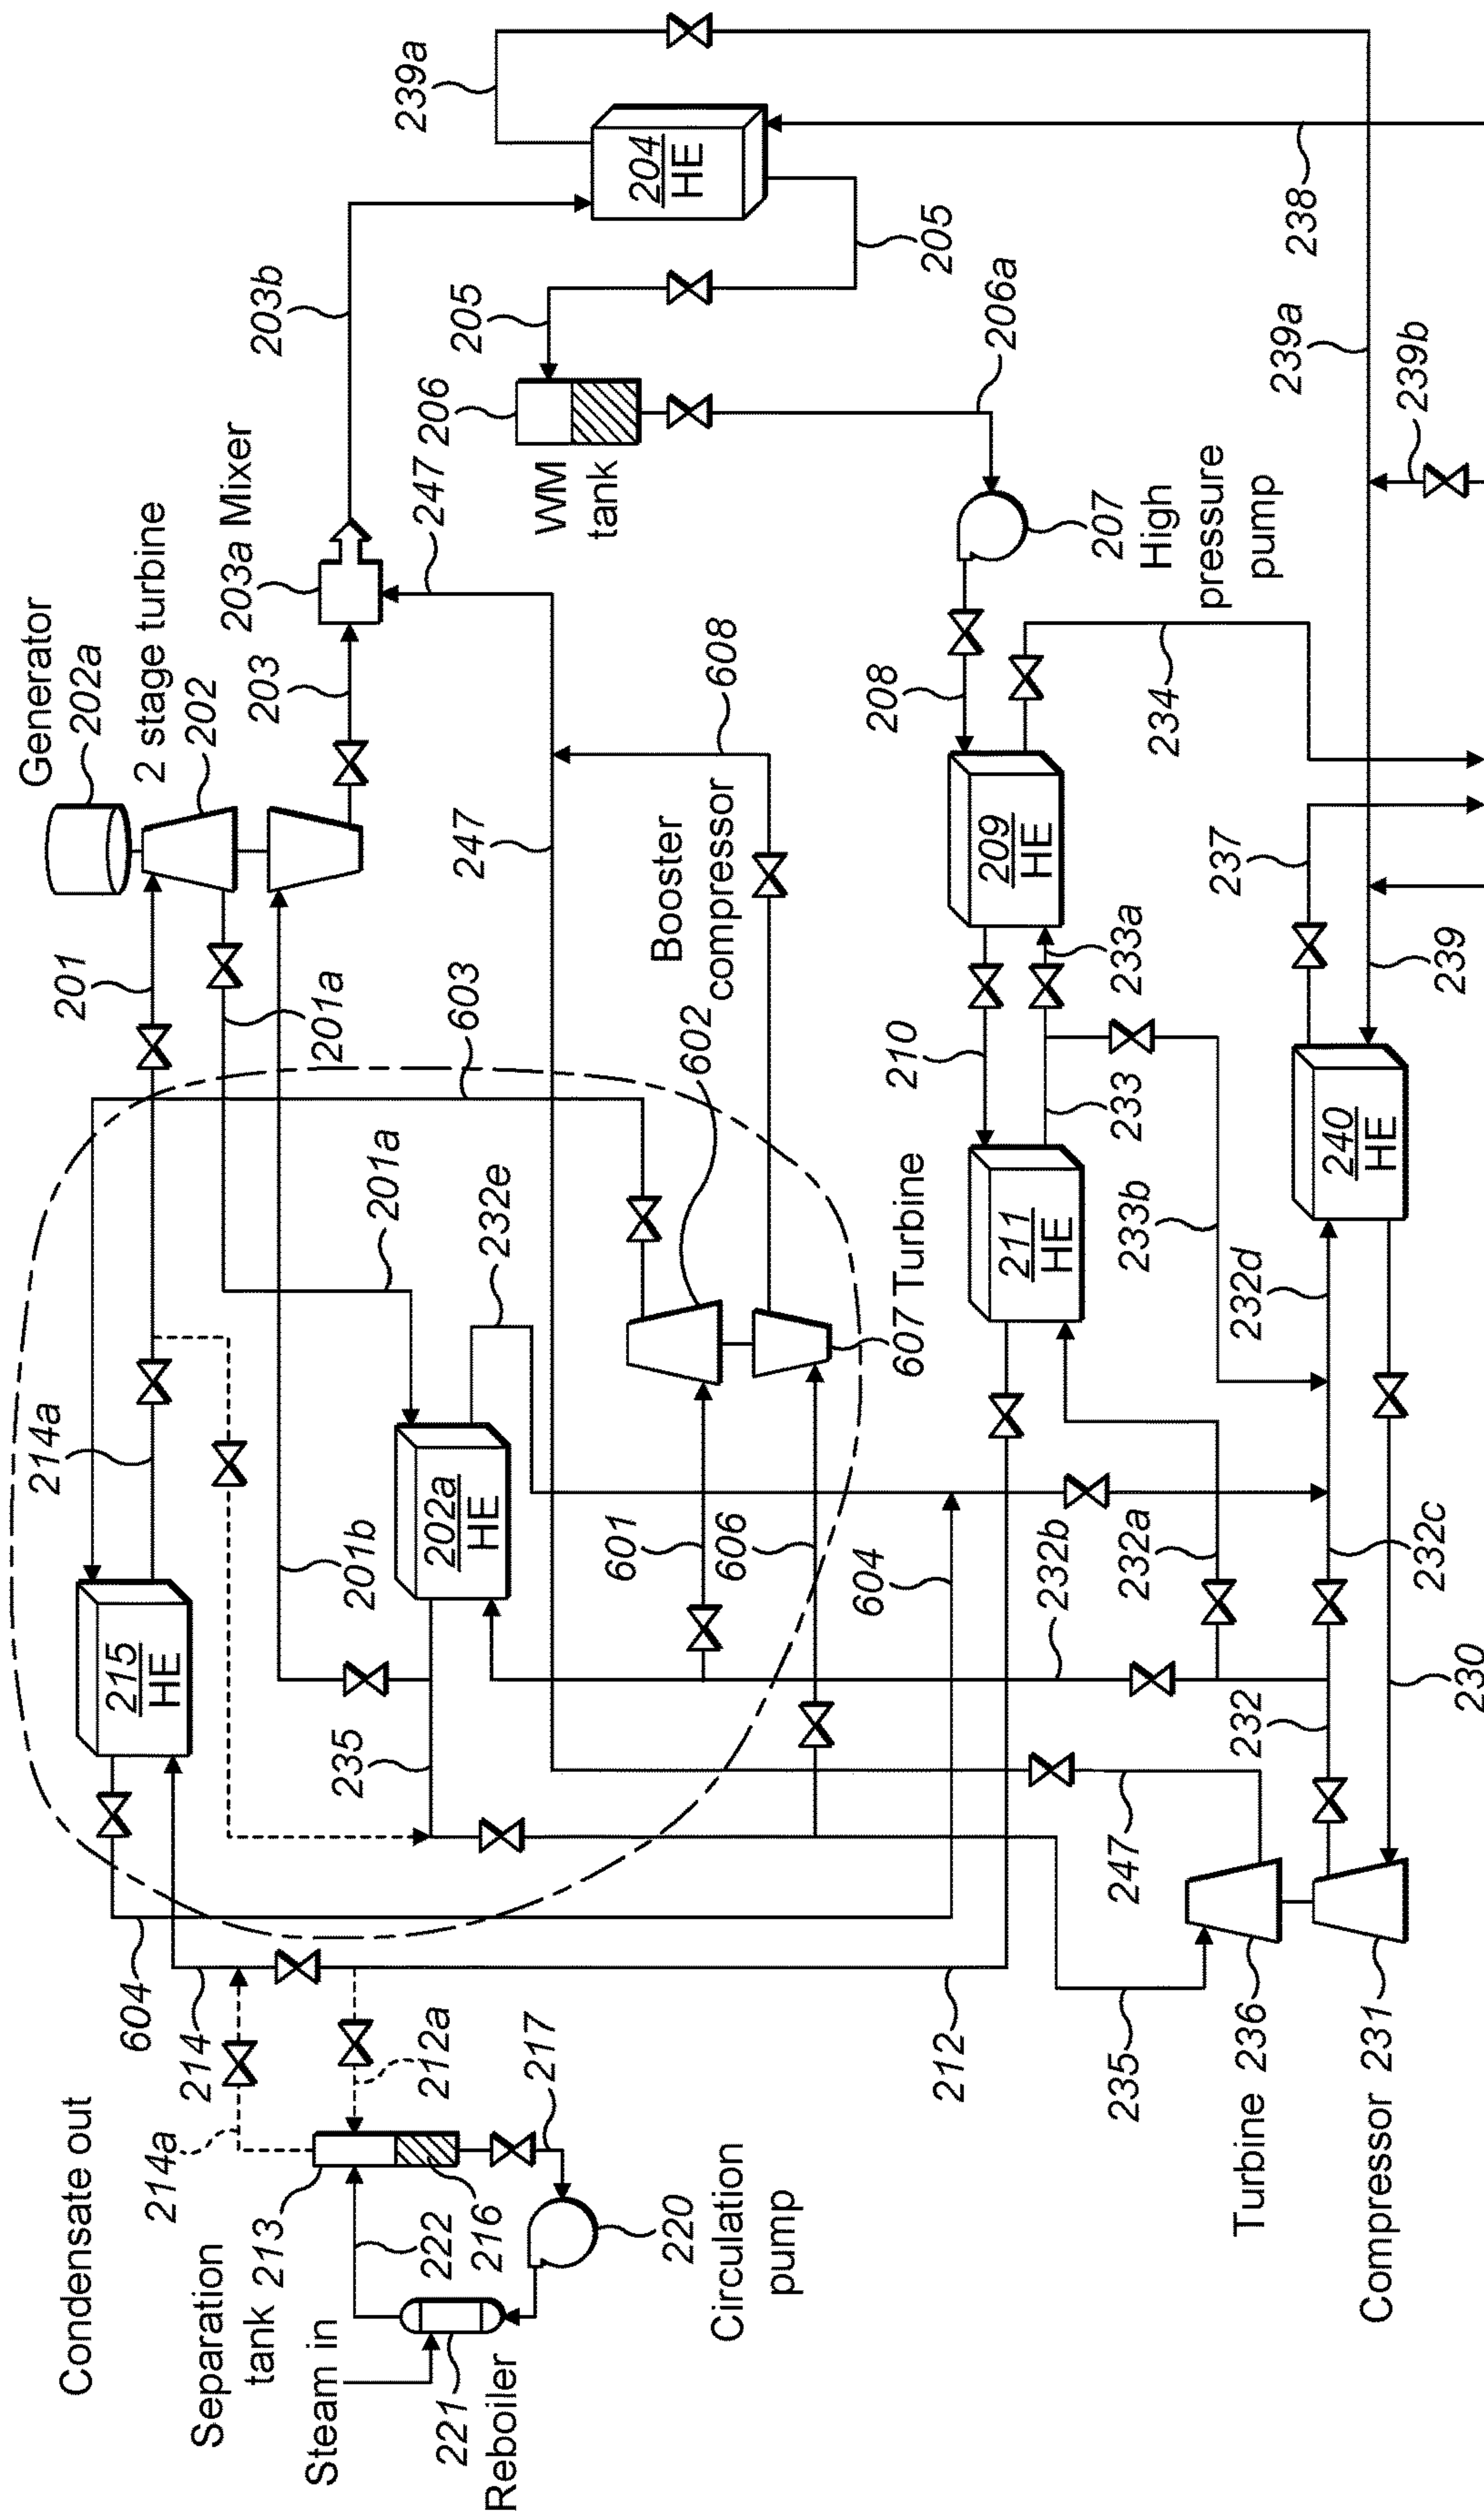 Condensate out
Generator
202a
2 stage turbine
202
201
214a
215
HE
604
214
214a
Separation
tank 213
Steam in
203
203a Mixer
203b
201a
201b
235
202a
HE
201a
603
232e
247
247
239a
204
HE
205
205
206
WM
tank
206a
212a
222
216
217
221
Reboiler
220
Circulation
pump
601
606
604
602
Booster
compressor
608
607 Turbine
208
207 High
pressure
pump
209
HE
210
211
HE
233
233a
233b
234
212
232b
232a
235
247
232
232c
232d
237
240
HE
239
238
239a
239b
230
Turbine 236
Compressor 231